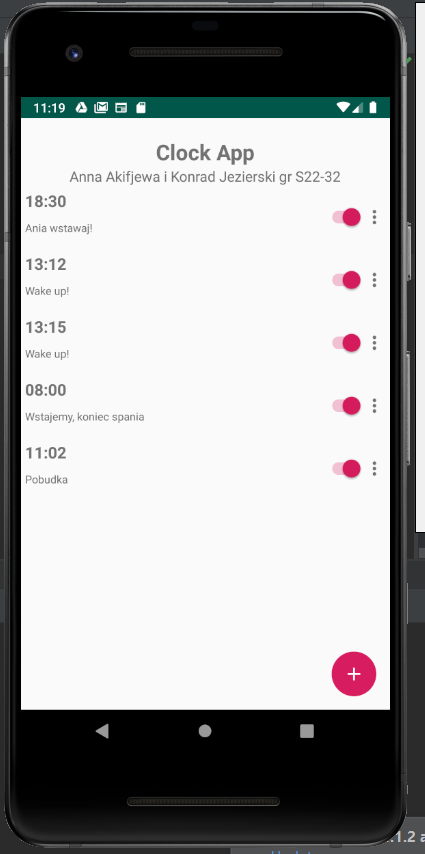 11:19
Clock App
Anna Akifjewa i Konrad Jezierski gr S22-32
18:30
Ania wstawaj!
13:12
Wake up!
13:15
Wake up!
08:00
Wstajemy, koniec spania
11:02
Pobudka
.1.2 a